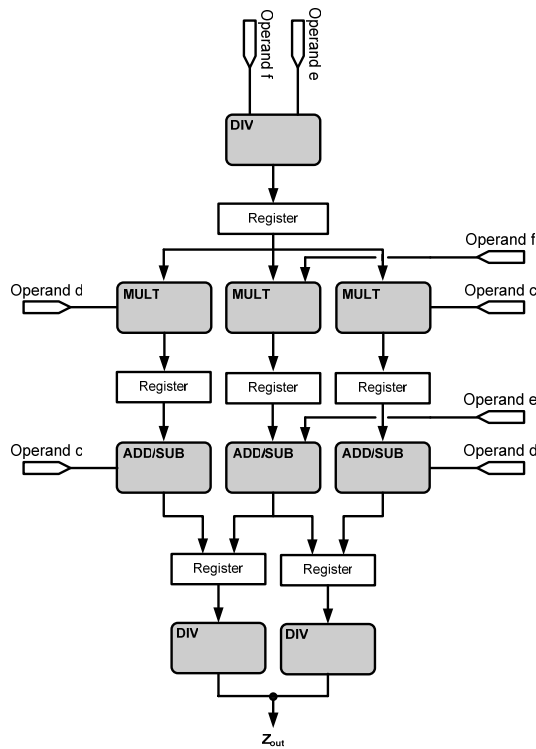 Operand f
Operand e
DIV
Register
Operand f
Operand d
MULT
MULT
MULT
Operand c
Register
Register
Register
Operand e
Operand c
ADD/SUB
ADD/SUB
ADD/SUB
Operand d
Register
Register
DIV
DIV
Zout